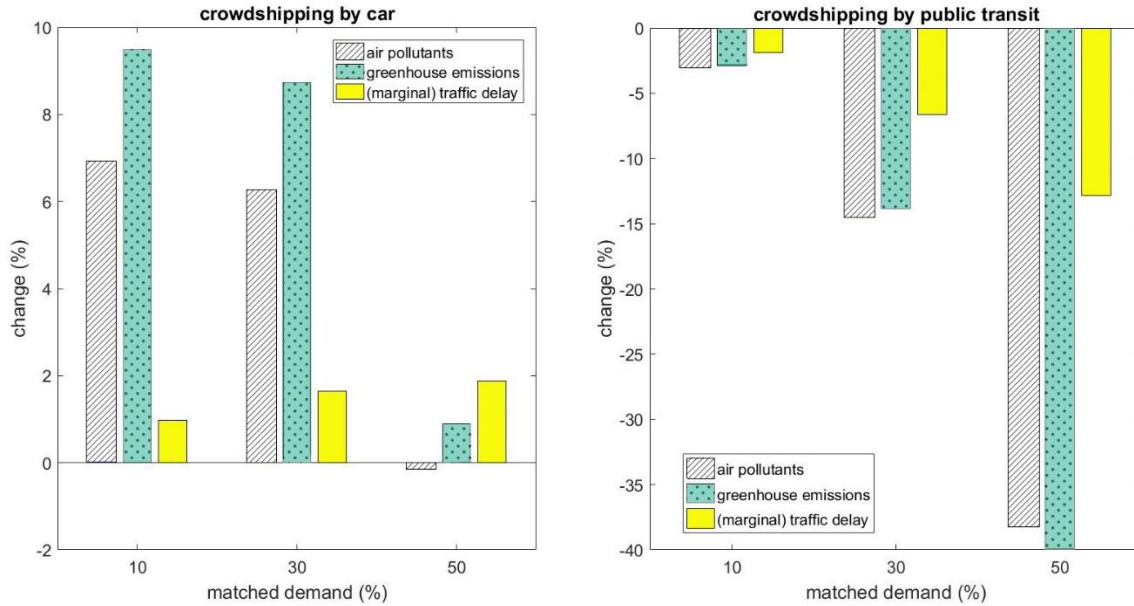 crowdshipping by car
10
8
6
4
2
0
-2
change (%)
air pollutants
greenhouse emissions
(marginal) traffic delay
10
30
50
matched demand (%)
crowdshipping by public transit
0
-5
-10
-15
-20
-25
-30
-35
-40
change (%)
air pollutants
greenhouse emissions
(marginal) traffic delay
10
30
50
matched demand (%)